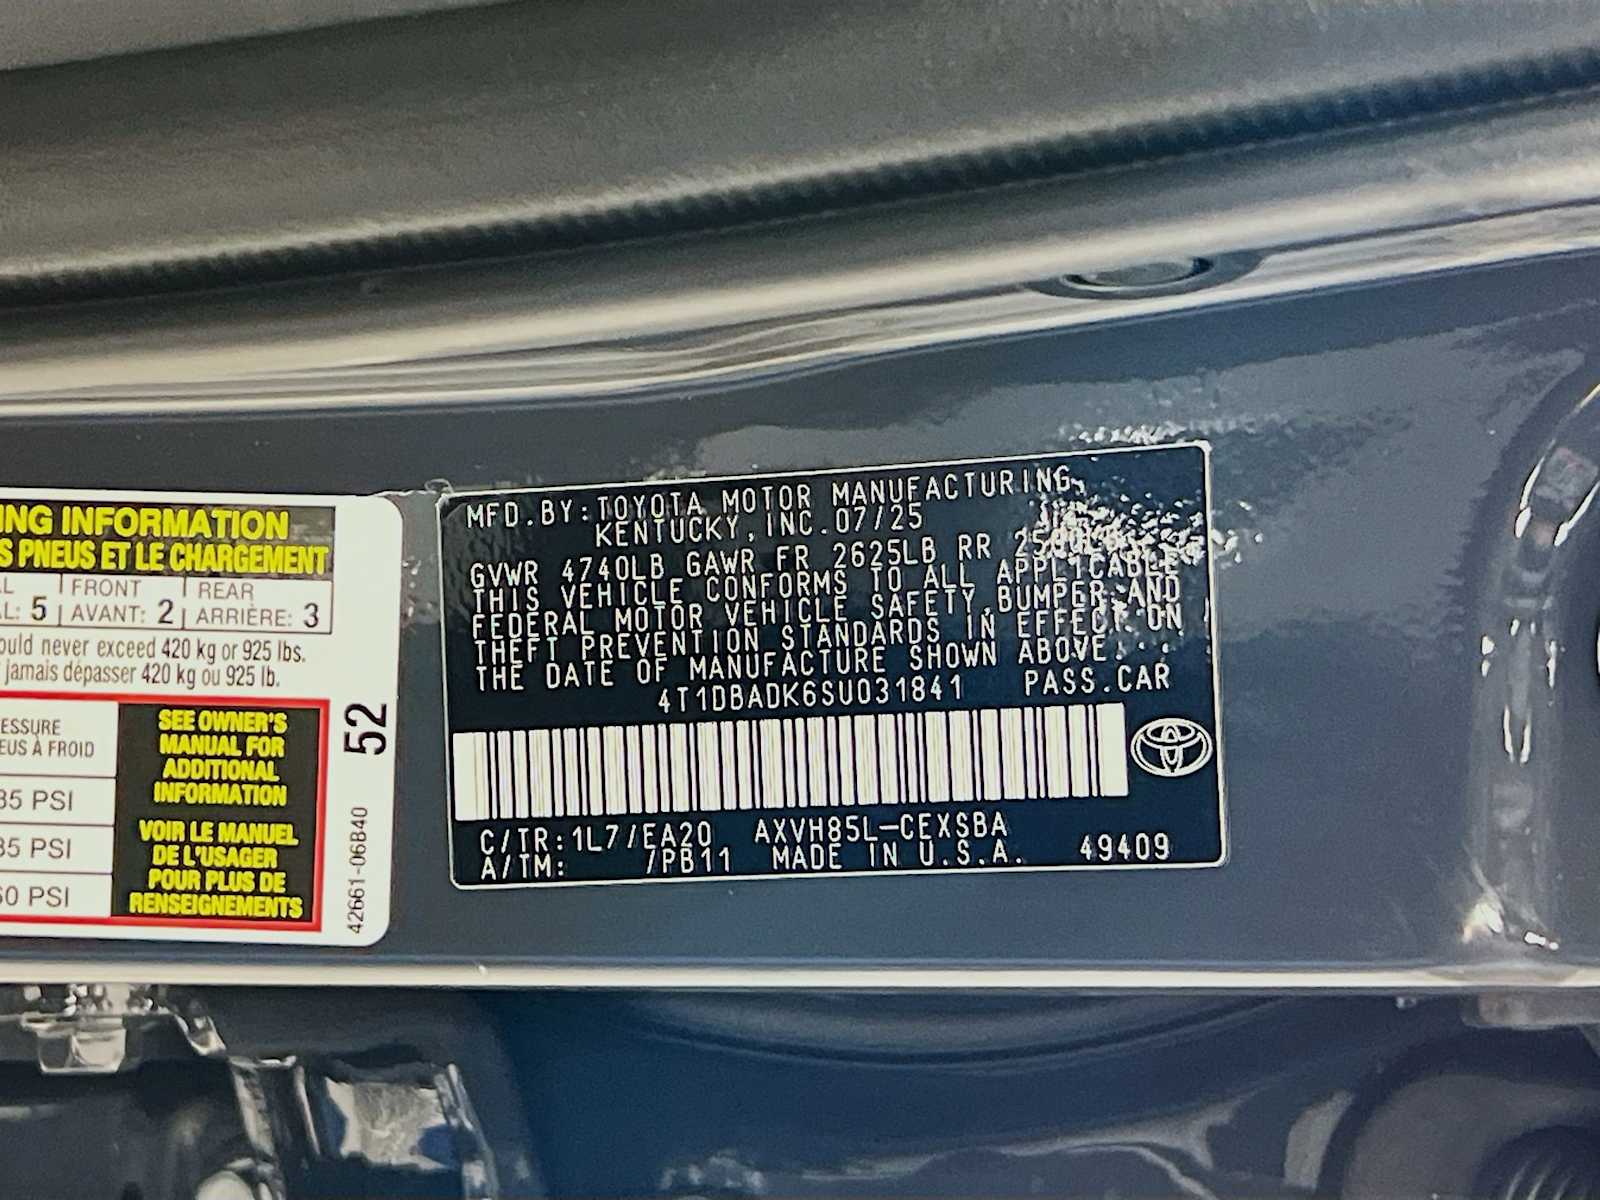 ING INFORMATION
S PNEUS ET LE CHARGEMENT
FRONT REAR
AL: 5 AVANT: 2 ARRIÈRE: 3
ould never exceed 420 kg or 925 lbs.
jamais dépasser 420 kg ou 925 lb.
ESSURE
EUS À FROID
35 PSI
35 PSI
60 PSI
SEE OWNER'S
MANUAL FOR
ADDITIONAL
INFORMATION
VOIR LE MANUEL
DE L'USAGER
POUR PLUS DE
RENSEIGNEMENTS
52
42661-06B40
MFD.BY:TOYOTA MOTOR MANUFACTURING,
KENTUCKY,INC.07/25
GVWR 4740LB GAWR FR 2625LB RR
THIS VEHICLE CONFORMS TO ALL APPLICABLE
FEDERAL MOTOR VEHICLE SAFETY,BUMPER,AND
THEFT PREVENTION STANDARDS IN EFFECT ON
THE DATE OF MANUFACTURE SHOWN ABOVE.
4T1DBADK6SU031841 PASS.CAR
C/TR:1L7/EA20 AXVH85L-CEXSBA
A/TM: /PB11 MADE IN U.S.A. 49409